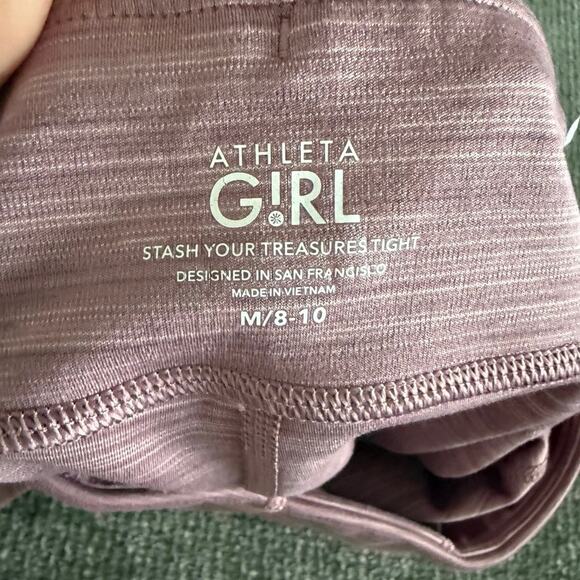 ATHLETA
G!RL
STASH YOUR TREASURES TIGHT
DESIGNED IN SAN FRANCISCO
MADE IN VIETNAM
M/8-10